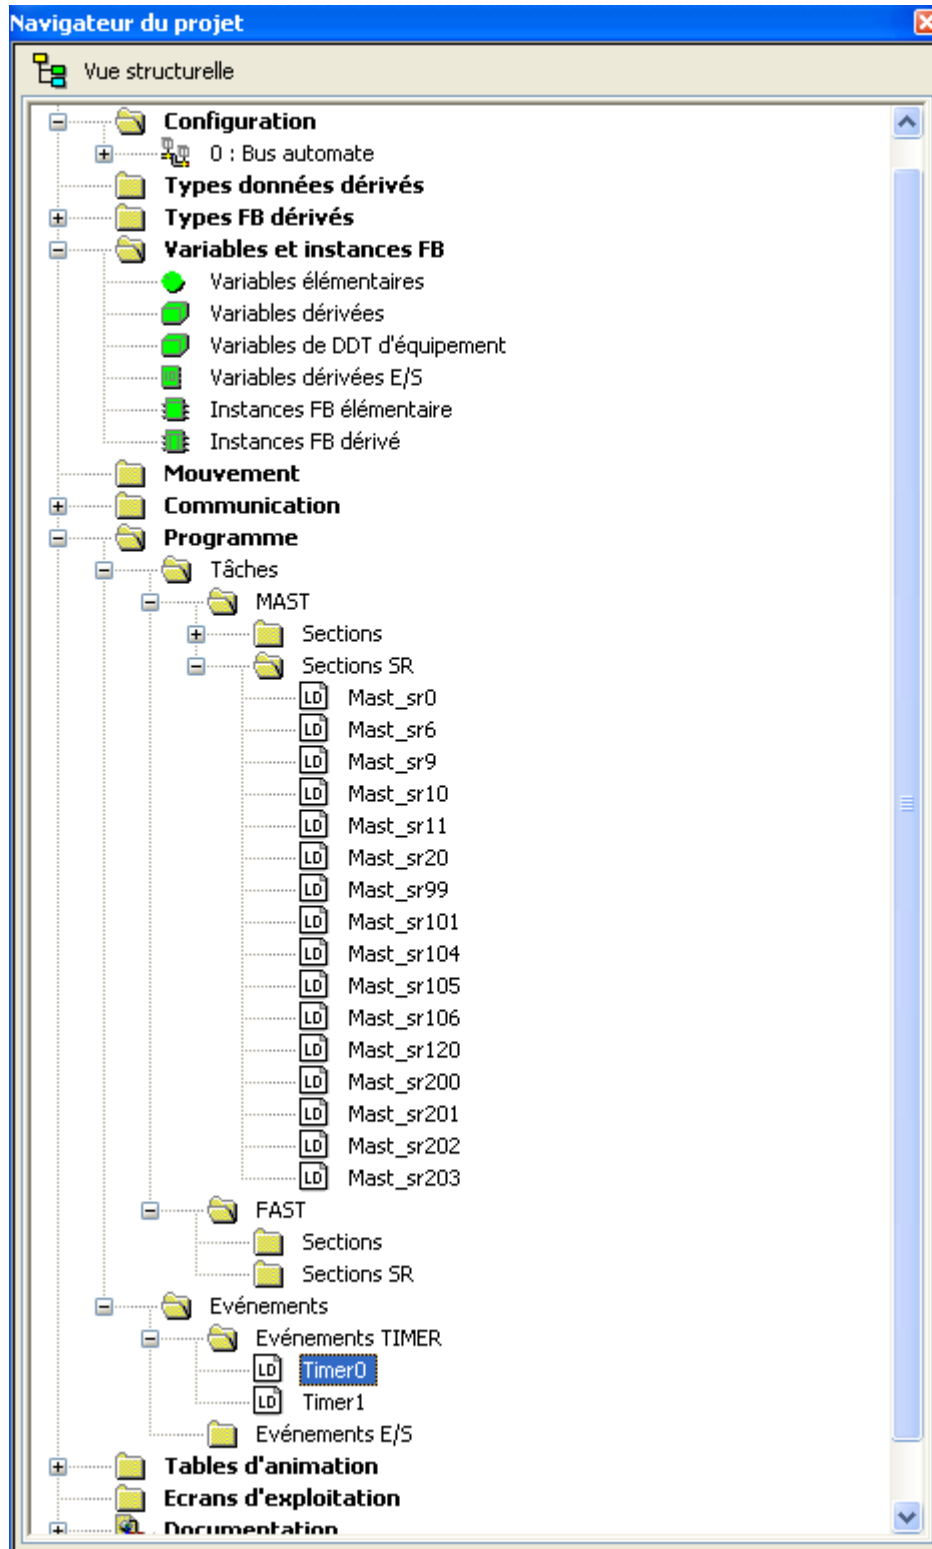 Navigateur du projet
Vue structurelle
Configuration
0 : Bus automate
Types données dérivés
Types FB dérivés
Variables et instances FB
Variables élémentaires
Variables dérivées
Variables de DDT d'équipement
Variables dérivées E/S
Instances FB élémentaire
Instances FB dérivé
Mouvement
Communication
Programme
Tâches
MAST
Sections
Sections SR
LD Mast_sr0
LD Mast_sr6
LD Mast_sr9
LD Mast_sr10
LD Mast_sr11
LD Mast_sr20
LD Mast_sr99
LD Mast_sr101
LD Mast_sr104
LD Mast_sr105
LD Mast_sr106
LD Mast_sr120
LD Mast_sr200
LD Mast_sr201
LD Mast_sr202
LD Mast_sr203
FAST
Sections
Sections SR
Evénements
Evénements TIMER
LD Timer0
LD Timer1
Evénements E/S
Tables d'animation
Ecrans d'exploitation
Documentation